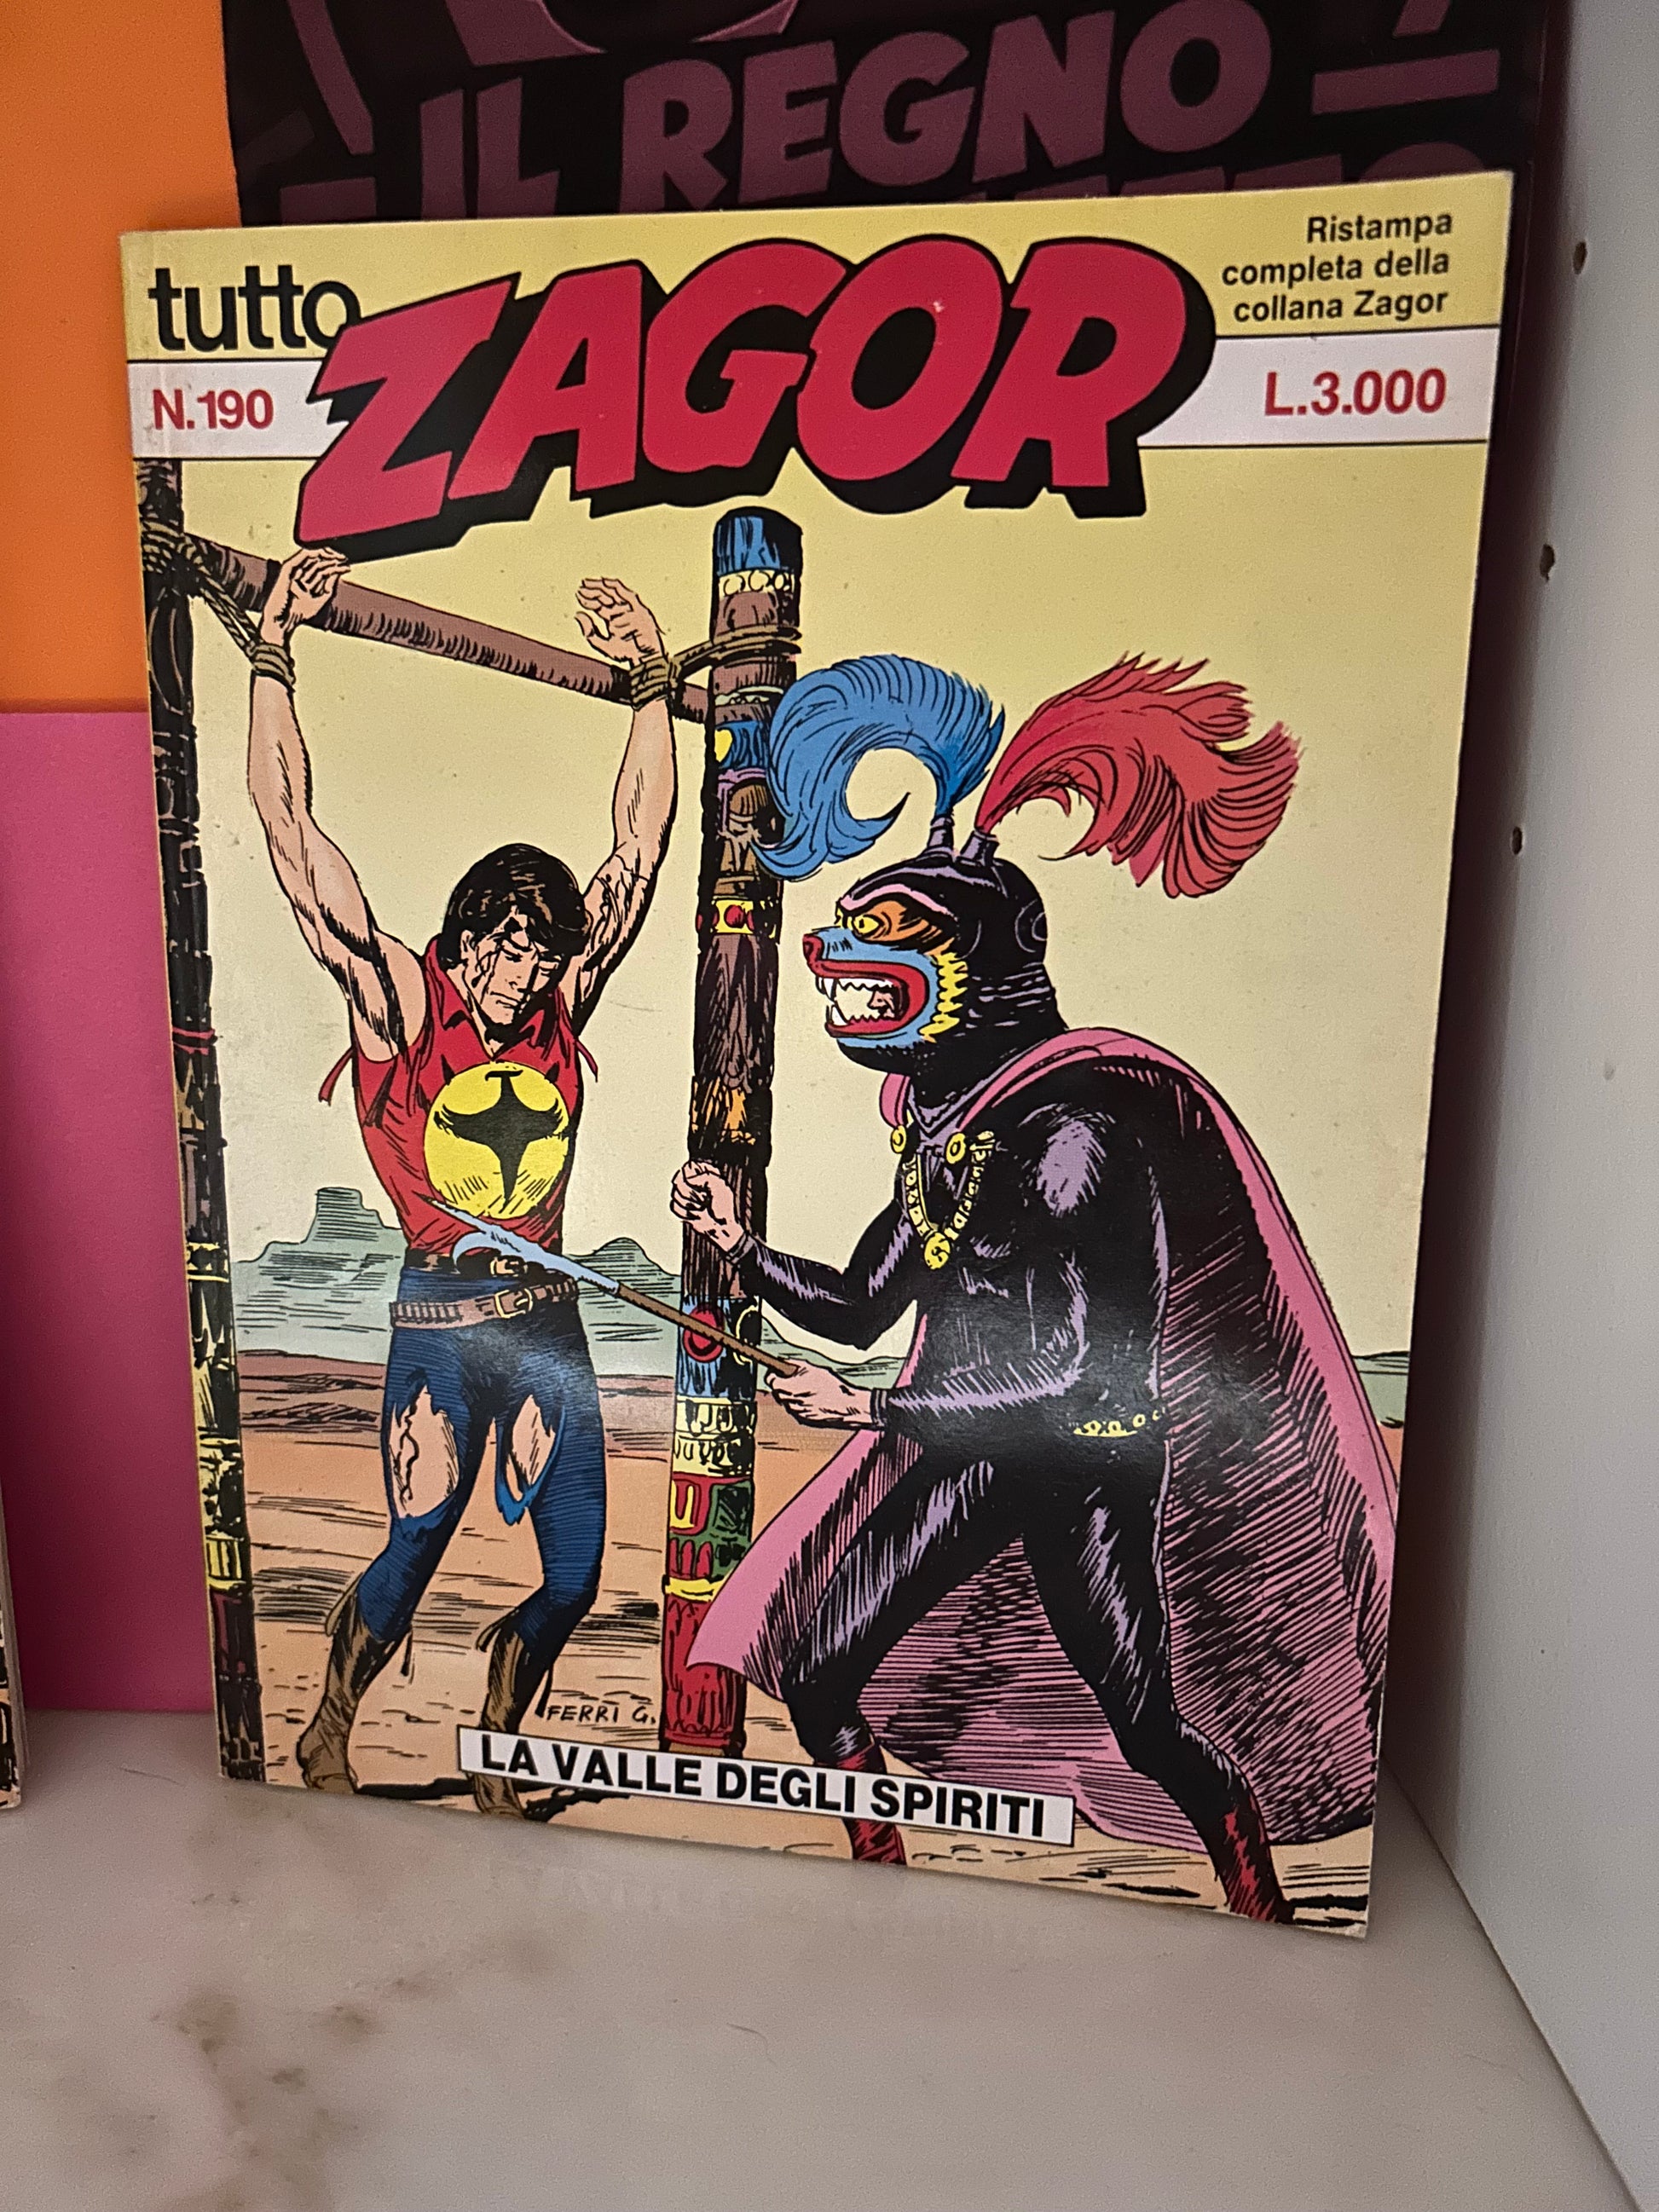 IL REGNO
Ristampa
completa della
collana Zagor
tutto
ZAGOR
N.190
L.3.000
FERRI G.
LA VALLE DEGLI SPIRITI